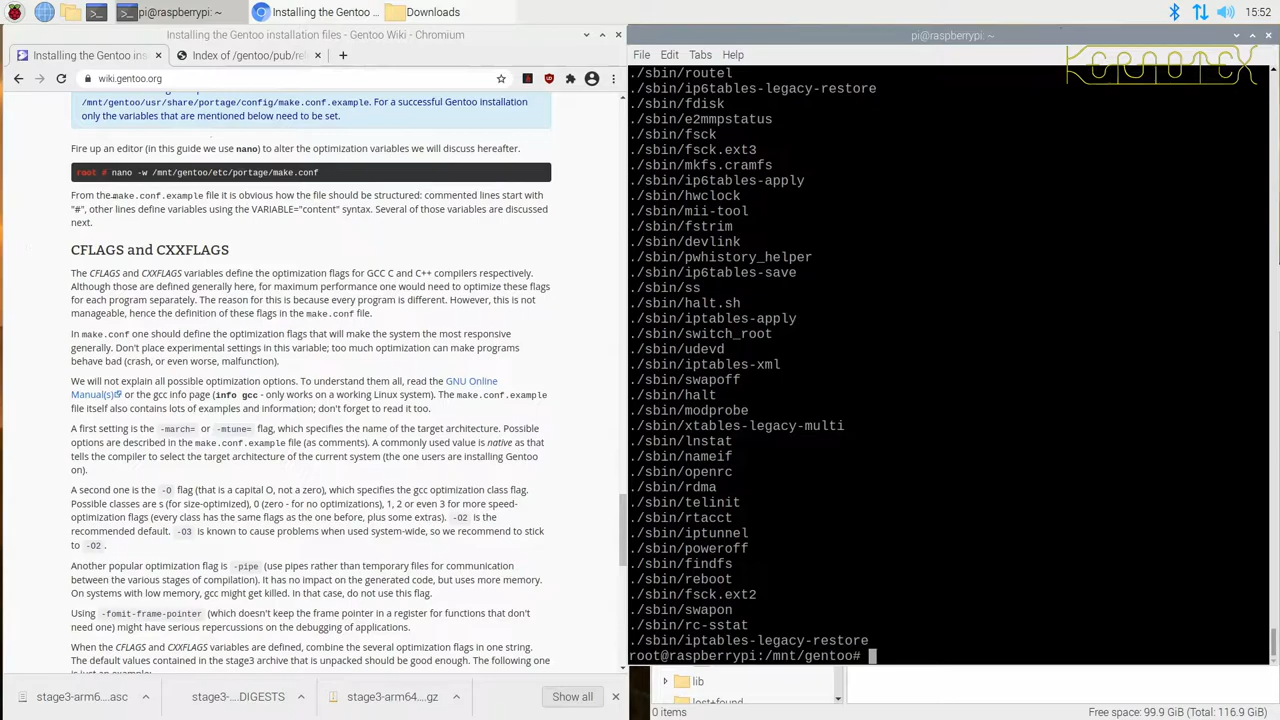 pi@raspberrypi: ~
Installing the Gentoo ...
Downloads
15:52
Installing the Gentoo installation files - Gentoo Wiki - Chromium
Installing the Gentoo ins
Index of /gentoo/pub/rel
wiki.gentoo.org
/mnt/gentoo/usr/share/portage/config/make.conf.example. For a successful Gentoo installation
only the variables that are mentioned below need to be set.
Fire up an editor (in this guide we use nano) to alter the optimization variables we will discuss hereafter.
root # nano -w /mnt/gentoo/etc/portage/make.conf
From the make.conf.example file it is obvious how the file should be structured: commented lines start with
"#", other lines define variables using the VARIABLE="content" syntax. Several of those variables are discussed
next.
CFLAGS and CXXFLAGS
The CFLAGS and CXXFLAGS variables define the optimization flags for GCC C and C++ compilers respectively.
Although those are defined generally here, for maximum performance one would need to optimize these flags
for each program separately. The reason for this is because every program is different. However, this is not
manageable, hence the definition of these flags in the make.conf file.
In make.conf one should define the optimization flags that will make the system the most responsive
generally. Don't place experimental settings in this variable; too much optimization can make programs
behave bad (crash, or even worse, malfunction).
We will not explain all possible optimization options. To understand them all, read the GNU Online
Manual(s) or the gcc info page (info gcc - only works on a working Linux system). The make.conf.example
file itself also contains lots of examples and information; don't forget to read it too.
A first setting is the -march= or -mtune= flag, which specifies the name of the target architecture. Possible
options are described in the make.conf.example file (as comments). A commonly used value is native as that
tells the compiler to select the target architecture of the current system (the one users are installing Gentoo
on).
A second one is the -O flag (that is a capital O, not a zero), which specifies the gcc optimization class flag.
Possible classes are s (for size-optimized), 0 (zero - for no optimizations), 1, 2 or even 3 for more speed-
optimization flags (every class has the same flags as the one before, plus some extras). -O2 is the
recommended default. -O3 is known to cause problems when used system-wide, so we recommend to stick
to -O2.
Another popular optimization flag is -pipe (use pipes rather than temporary files for communication
between the various stages of compilation). It has no impact on the generated code, but uses more memory.
On systems with low memory, gcc might get killed. In that case, do not use this flag.
Using -fomit-frame-pointer (which doesn't keep the frame pointer in a register for functions that don't
need one) might have serious repercussions on the debugging of applications.
When the CFLAGS and CXXFLAGS variables are defined, combine the several optimization flags in one string.
The default values contained in the stage3 archive that is unpacked should be good enough. The following one
is just an example:
stage3-arm6....asc
stage3-....DIGESTS
stage3-arm64....gz
Show all
pi@raspberrypi: ~
File Edit Tabs Help
KERNOTEX
./sbin/routel
./sbin/ip6tables-legacy-restore
./sbin/fdisk
./sbin/e2mmpstatus
./sbin/fsck
./sbin/fsck.ext3
./sbin/mkfs.cramfs
./sbin/ip6tables-apply
./sbin/hwclock
./sbin/mii-tool
./sbin/fstrim
./sbin/devlink
./sbin/pwhistory_helper
./sbin/ip6tables-save
./sbin/ss
./sbin/halt.sh
./sbin/iptables-apply
./sbin/switch_root
./sbin/udevd
./sbin/iptables-xml
./sbin/swapoff
./sbin/halt
./sbin/modprobe
./sbin/xtables-legacy-multi
./sbin/lnstat
./sbin/nameif
./sbin/openrc
./sbin/rdma
./sbin/telinit
./sbin/rtacct
./sbin/iptunnel
./sbin/poweroff
./sbin/findfs
./sbin/reboot
./sbin/fsck.ext2
./sbin/swapon
./sbin/rc-sstat
./sbin/iptables-legacy-restore
root@raspberrypi:/mnt/gentoo#
lib
lost+found
0 items
Free space: 99.9 GiB (Total: 116.9 GiB)